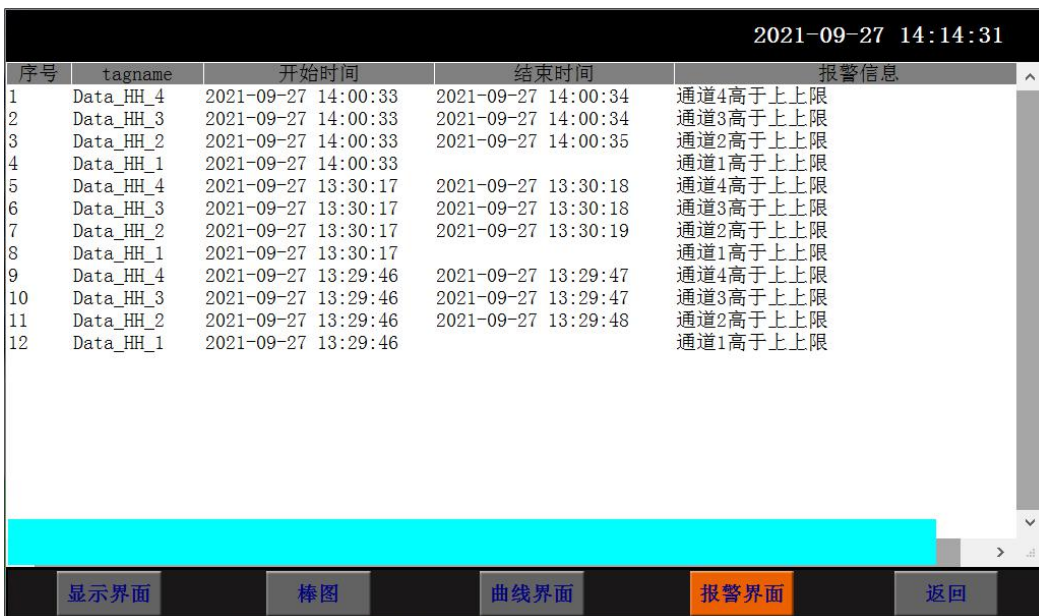 2021-09-27 14:14:31
序号 tagname 开始时间 结束时间 报警信息
1 Data_HH_4 2021-09-27 14:00:33 2021-09-27 14:00:34 通道4高于上上限
2 Data_HH_3 2021-09-27 14:00:33 2021-09-27 14:00:34 通道3高于上上限
3 Data_HH_2 2021-09-27 14:00:33 2021-09-27 14:00:35 通道2高于上上限
4 Data_HH_1 2021-09-27 14:00:33 通道1高于上上限
5 Data_HH_4 2021-09-27 13:30:17 2021-09-27 13:30:18 通道4高于上上限
6 Data_HH_3 2021-09-27 13:30:17 2021-09-27 13:30:18 通道3高于上上限
7 Data_HH_2 2021-09-27 13:30:17 2021-09-27 13:30:19 通道2高于上上限
8 Data_HH_1 2021-09-27 13:30:17 通道1高于上上限
9 Data_HH_4 2021-09-27 13:29:46 2021-09-27 13:29:47 通道4高于上上限
10 Data_HH_3 2021-09-27 13:29:46 2021-09-27 13:29:47 通道3高于上上限
11 Data_HH_2 2021-09-27 13:29:46 2021-09-27 13:29:48 通道2高于上上限
12 Data_HH_1 2021-09-27 13:29:46 通道1高于上上限
显示界面 棒图 曲线界面 报警界面 返回